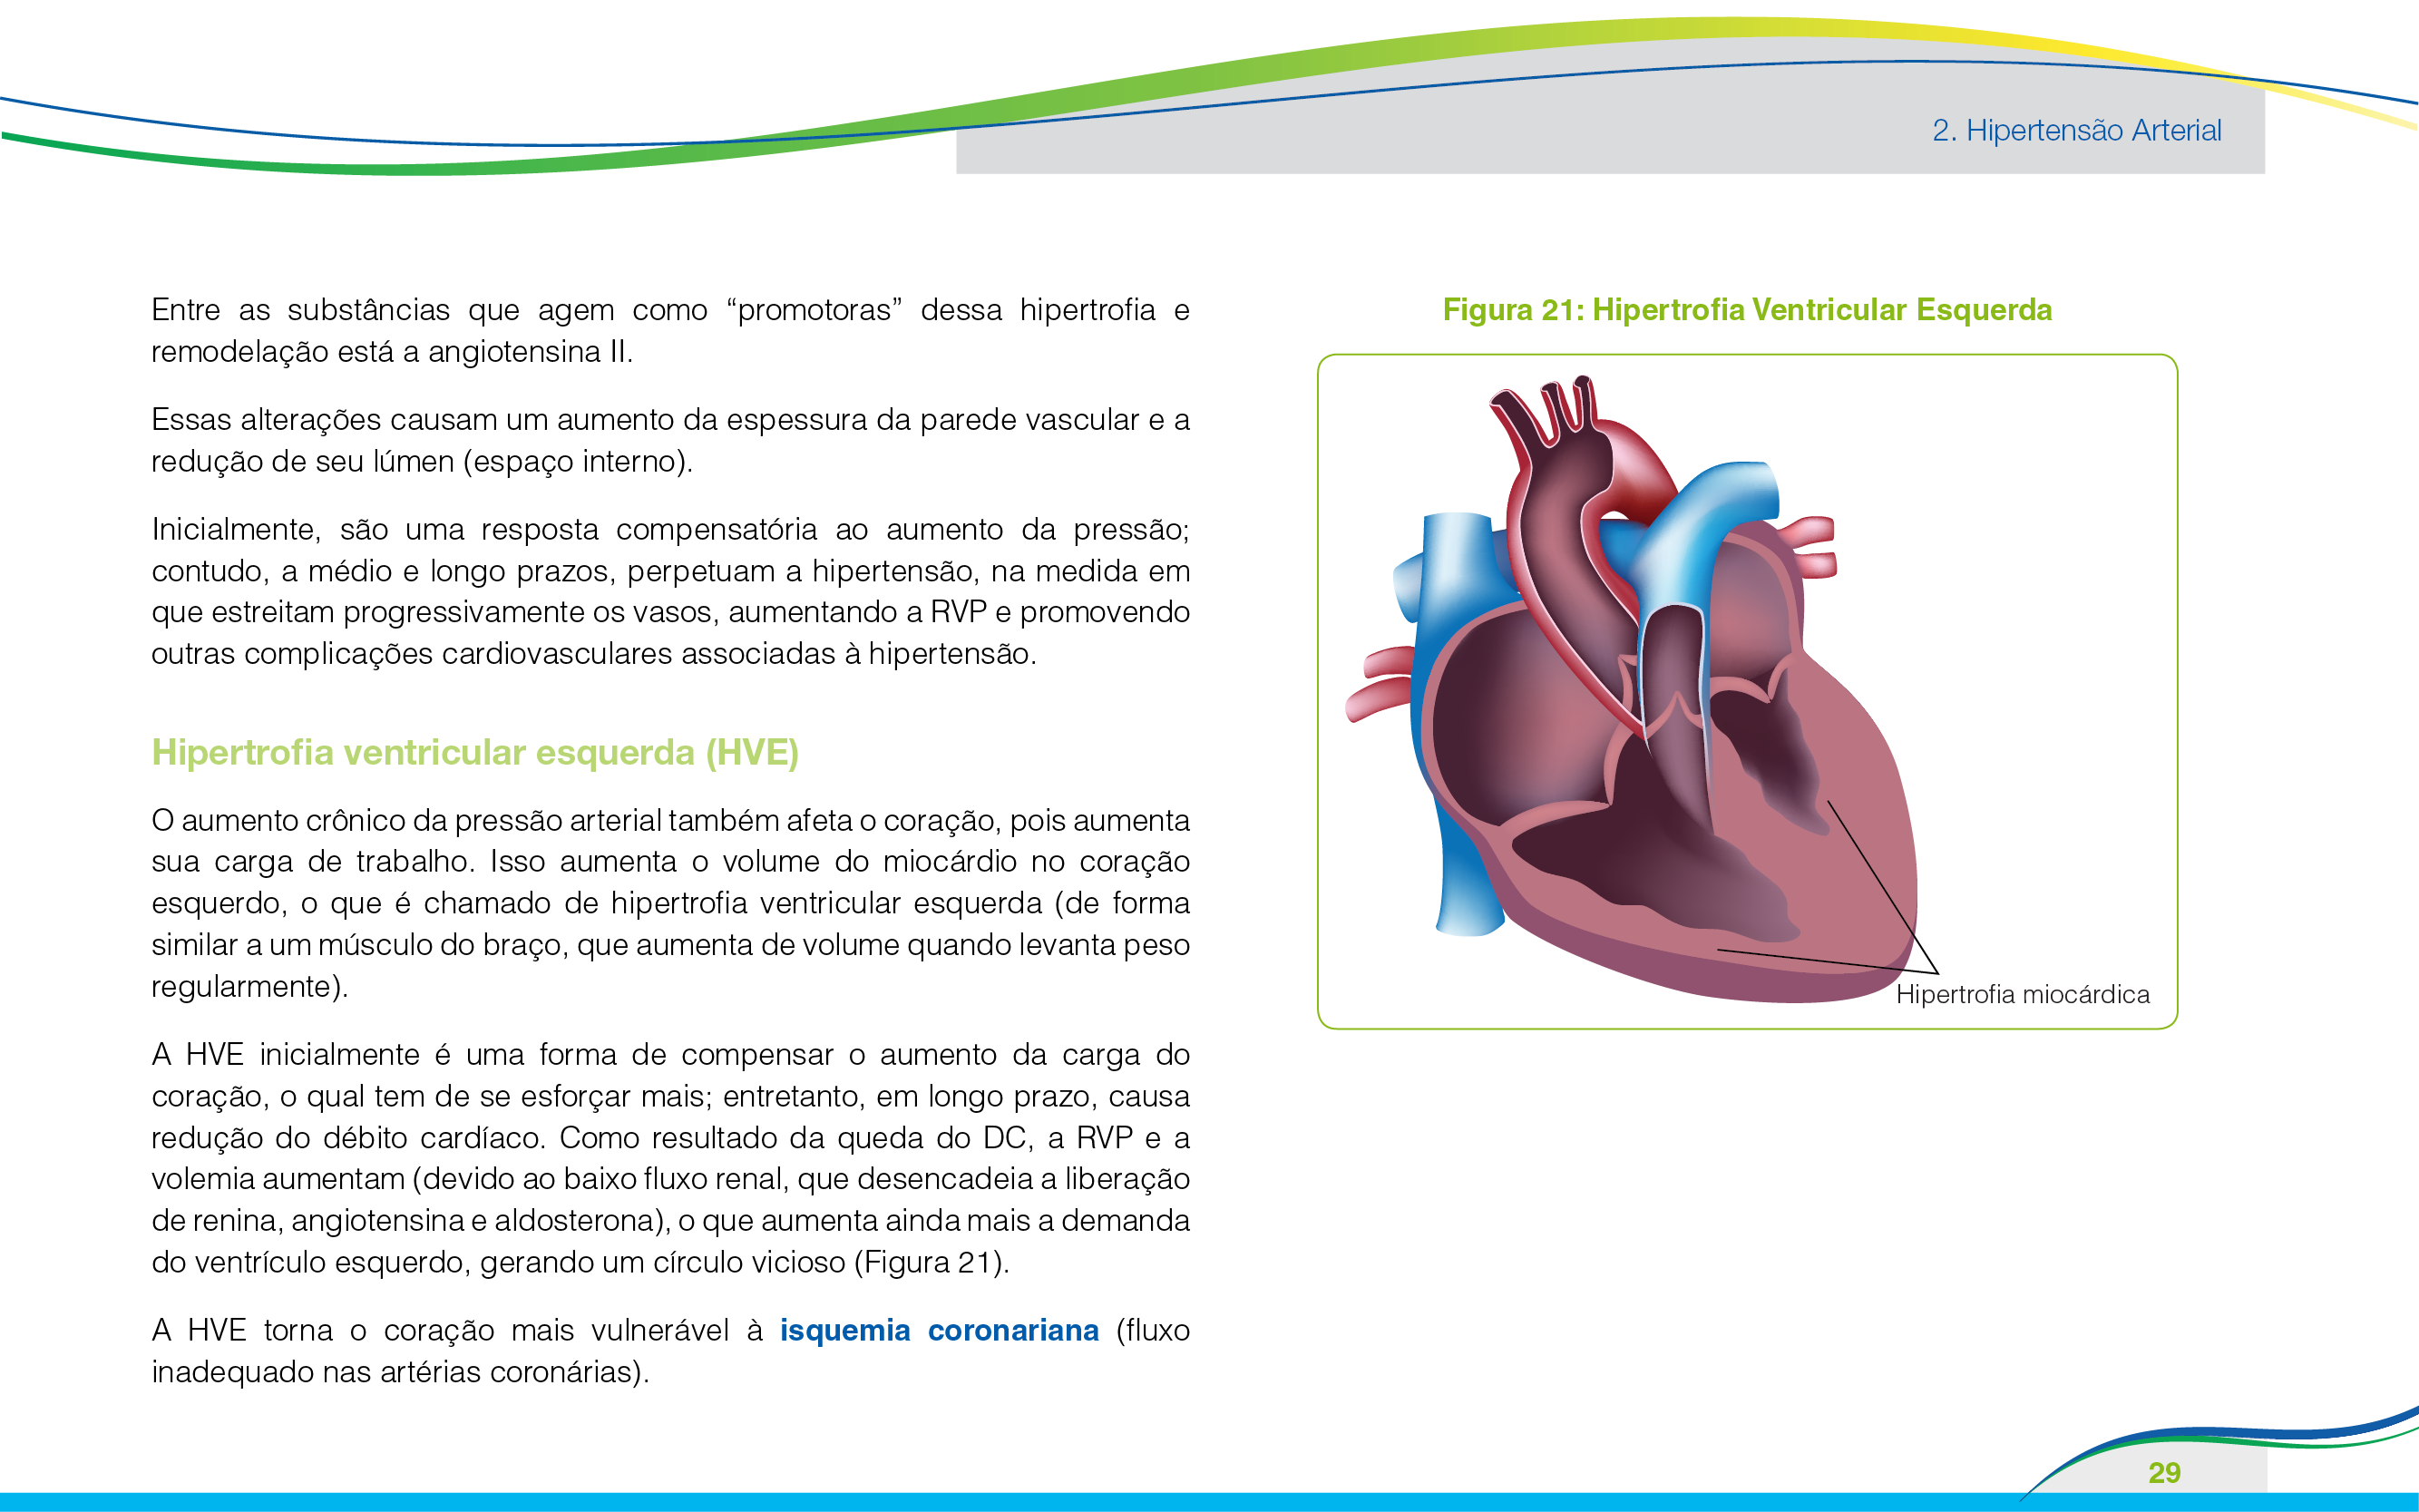 2. Hipertensão Arterial
Entre as substâncias que agem como “promotoras” dessa hipertrofia e
remodelação está a angiotensina II.
Essas alterações causam um aumento da espessura da parede vascular e a
redução de seu lúmen (espaço interno).
Inicialmente, são uma resposta compensatória ao aumento da pressão;
contudo, a médio e longo prazos, perpetuam a hipertensão, na medida em
que estreitam progressivamente os vasos, aumentando a RVP e promovendo
outras complicações cardiovasculares associadas à hipertensão.
Hipertrofia ventricular esquerda (HVE)
O aumento crônico da pressão arterial também afeta o coração, pois aumenta
sua carga de trabalho. Isso aumenta o volume do miocárdio no coração
esquerdo, o que é chamado de hipertrofia ventricular esquerda (de forma
similar a um músculo do braço, que aumenta de volume quando levanta peso
regularmente).
A HVE inicialmente é uma forma de compensar o aumento da carga do
coração, o qual tem de se esforçar mais; entretanto, em longo prazo, causa
redução do débito cardíaco. Como resultado da queda do DC, a RVP e a
volemia aumentam (devido ao baixo fluxo renal, que desencadeia a liberação
de renina, angiotensina e aldosterona), o que aumenta ainda mais a demanda
do ventrículo esquerdo, gerando um círculo vicioso (Figura 21).
A HVE torna o coração mais vulnerável à isquemia coronariana (fluxo
inadequado nas artérias coronárias).
Figura 21: Hipertrofia Ventricular Esquerda
Hipertrofia miocárdica
29